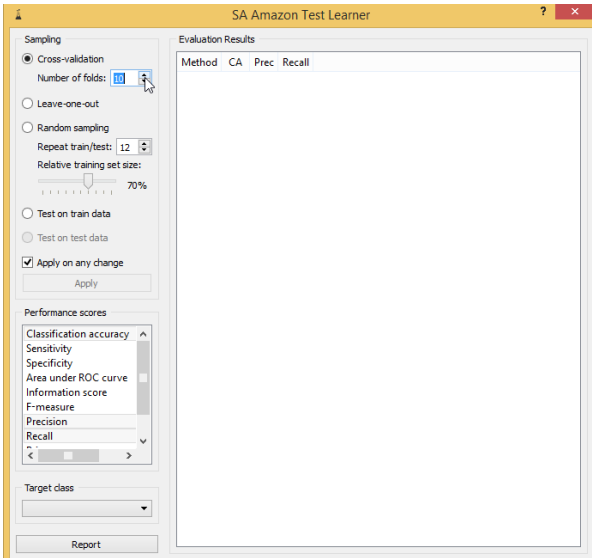 SA Amazon Test Learner
?
Sampling
Cross-validation
Number of folds: 10
Leave-one-out
Random sampling
Repeat train/test: 12
Relative training set size:
70%
Test on train data
Test on test data
Apply on any change
Apply
Performance scores
Classification accuracy
Sensitivity
Specificity
Area under ROC curve
Information score
F-measure
Precision
Recall
Target class
Report
Evaluation Results
Method CA Prec Recall